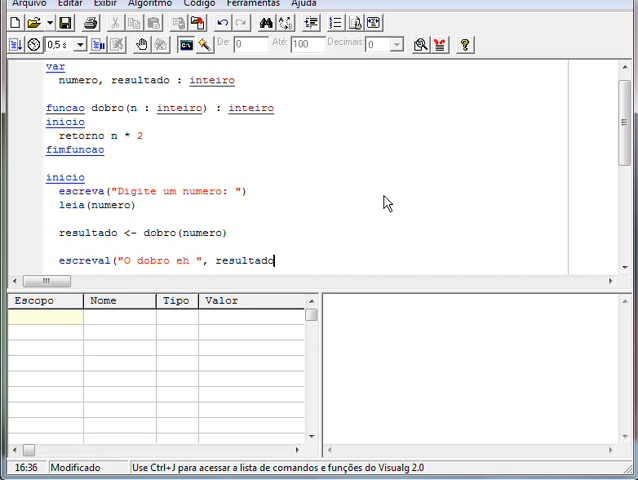 Arquivo Editar Exibir Algoritmo Código Ferramentas Ajuda
0,5 s De: 0 Até: 100 Decimais: 0
var
numero, resultado : inteiro
funcao dobro(n : inteiro) : inteiro
inicio
retorno n * 2
fimfuncao
inicio
escreva("Digite um numero: ")
leia(numero)
resultado <- dobro(numero)
escreval("O dobro eh ", resultado
Escopo Nome Tipo Valor
16:36 Modificado Use Ctrl+J para acessar a lista de comandos e funções do Visualg 2.0